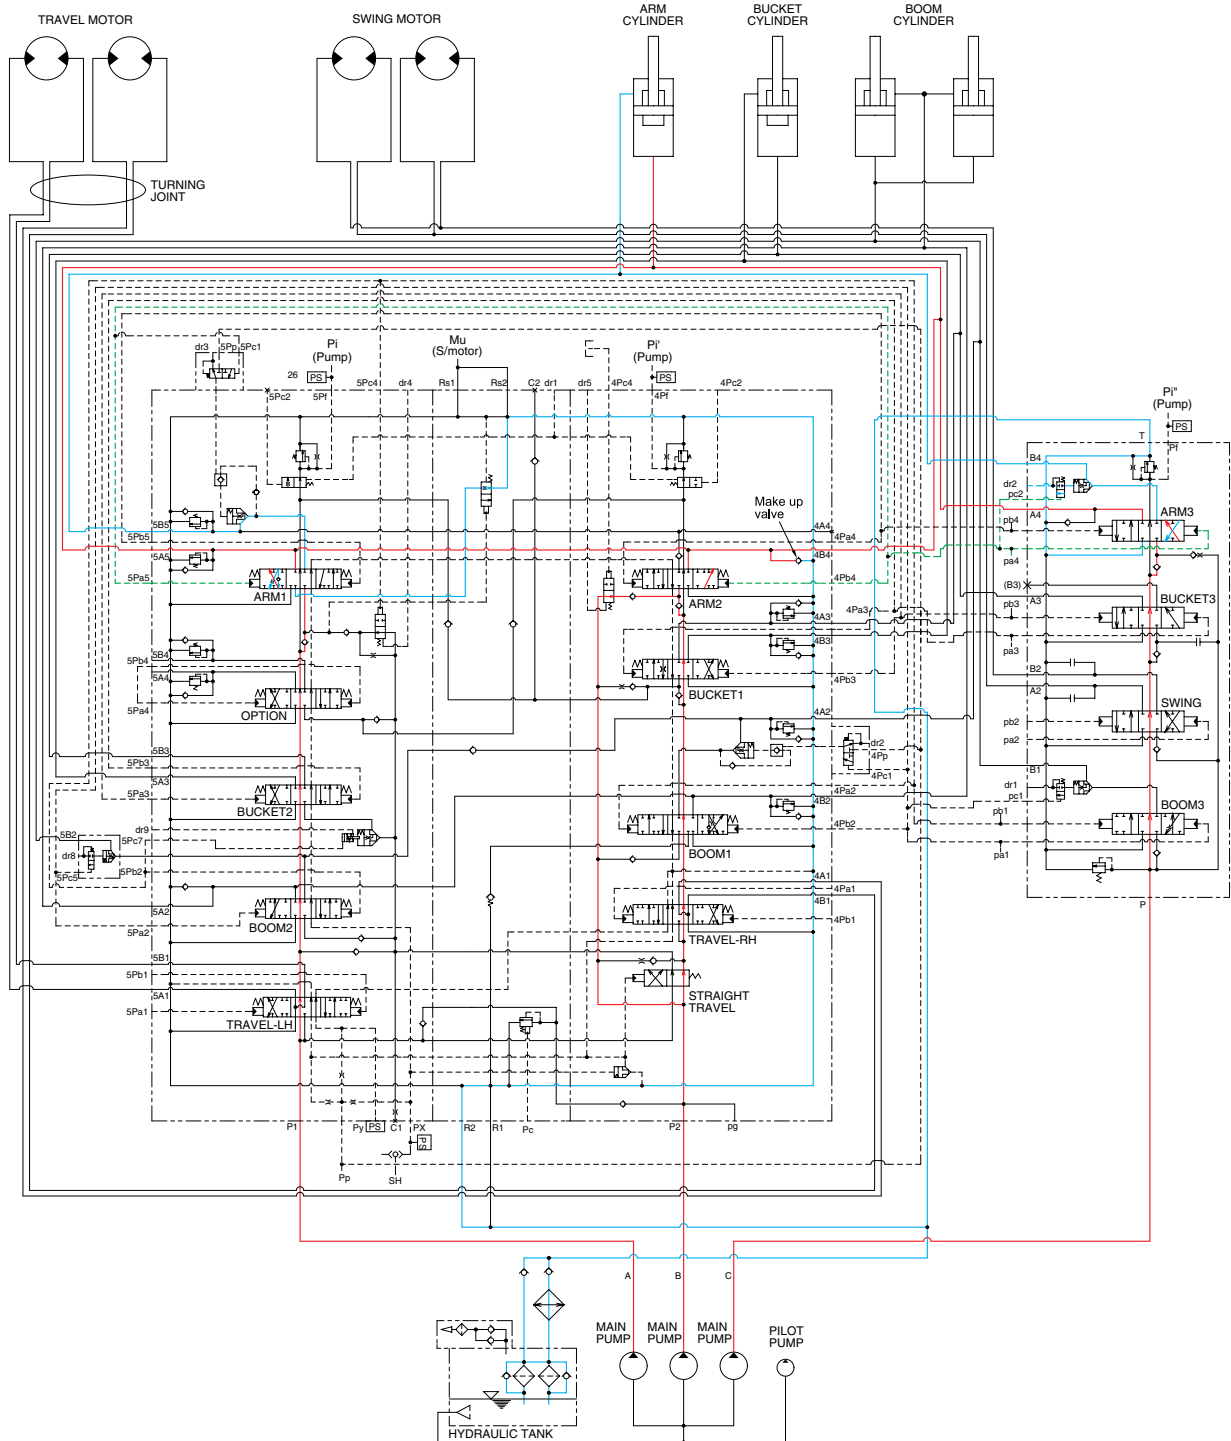 TRAVEL MOTOR
SWING MOTOR
ARM
CYLINDER
BUCKET
CYLINDER
BOOM
CYLINDER
TURNING
JOINT
dr3 5Pp 5Pc1
Pi
(Pump)
26 PS
5Pc2 5Pf
5Pc4 dr4
Mu
(S/motor)
Rs1 Rs2 C2 dr1 dr5 4Pc4
Pi'
(Pump)
PS
4Pf 4Pc2
Pi"
(Pump)
PS
T Pf
B4
dr2
pc2
A4
ARM3
pb4
pa4
(B3)
A3
BUCKET3
pb3
pa3
B2
A2
SWING
pb2
pa2
B1
dr1
pc1
BOOM3
pb1
pa1
P
Make up
valve
5B5
5Pb5
5A5
5Pa5
ARM1
4A4
4Pa4
4B4
4Pb4
ARM2
4A3 4Pa3
4B3
4Pb3
BUCKET1
5B4
5Pb4
5A4
5Pa4
OPTION
4A2
dr2
4Pp
4Pc1
5B3
5Pb3
5A3
5Pa3
BUCKET2
4Pa2
4B2
4Pb2
BOOM1
dr9
5B2 5Pc7
dr8
5Pc5 5Pb2
5A2
5Pa2
BOOM2
4A1
4Pa1
4B1
4Pb1
TRAVEL-RH
5B1
5Pb1
5A1
5Pa1
TRAVEL-LH
STRAIGHT
TRAVEL
P1 Py PS C1 PX R2 R1 Pc P2 pg
PS
Pp SH
A B C
MAIN
PUMP
MAIN
PUMP
MAIN
PUMP
PILOT
PUMP
HYDRAULIC TANK